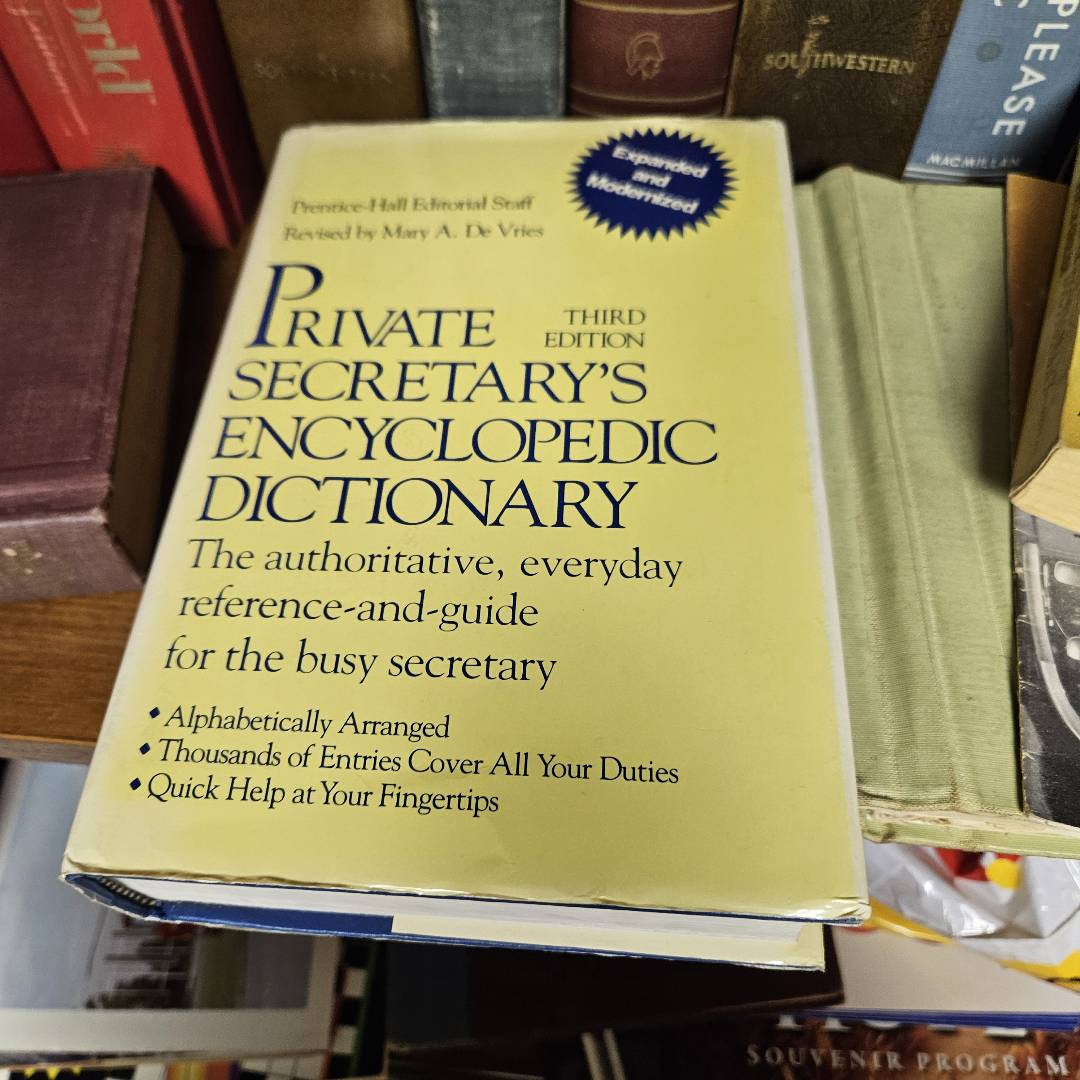 orld
SOUTHWESTERN
PLEASE
MACMILLAN
Expanded
and
Modernized
Prentice-Hall Editorial Staff
Revised by Mary A. De Vries
PRIVATE
THIRD
EDITION
SECRETARY'S
ENCYCLOPEDIC
DICTIONARY
The authoritative, everyday
reference-and-guide
for the busy secretary
◆ Alphabetically Arranged
◆ Thousands of Entries Cover All Your Duties
◆ Quick Help at Your Fingertips
SOUVENIR PROGRAM